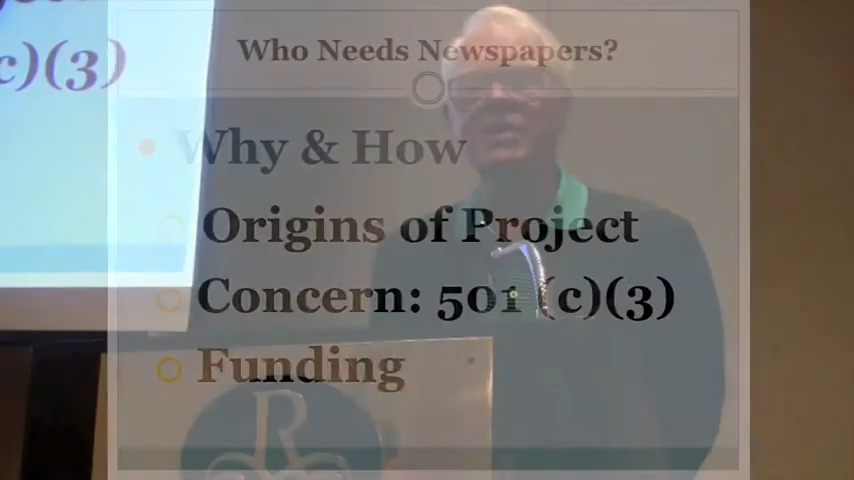 c)(3)
Who Needs Newspapers?
Why & How
Origins of Project
Concern: 501 (c)(3)
Funding
R